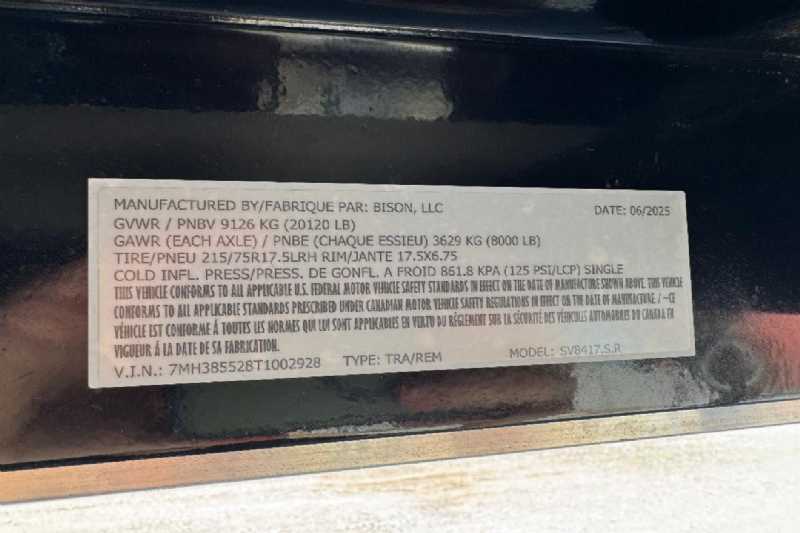 MANUFACTURED BY/FABRIQUE PAR: BISON, LLC DATE: 06/2025
GVWR / PNBV 9126 KG (20120 LB)
GAWR (EACH AXLE) / PNBE (CHAQUE ESSIEU) 3629 KG (8000 LB)
TIRE/PNEU 215/75R17.5LRH RIM/JANTE 17.5X6.75
COLD INFL. PRESS/PRESS. DE GONFL. A FROID 861.8 KPA (125 PSI/LCP) SINGLE
THIS VEHICLE CONFORMS TO ALL APPLICABLE U.S. FEDERAL MOTOR VEHICLE SAFETY STANDARDS IN EFFECT ON THE DATE OF MANUFACTURE SHOWN ABOVE. THIS VEHICLE
CONFORMS TO ALL APPLICABLE STANDARDS PRESCRIBED UNDER CANADIAN MOTOR VEHICLE SAFETY REGULATIONS IN EFFECT ON THE DATE OF MANUFACTURE. / -CE
VÉHICLE EST CONFORME Á TOUTES LES NORMES QUI LUI SONT APPLICABLES EN VERTU DU RÉGLEMENT SUR LA SÉCURITÉ DES VÉHICULES AUTOMOBILES DU CANADA EN
VIGUEUR Á LA DATE DE SA FABRICATION.
V.I.N.: 7MH385528T1002928 TYPE: TRA/REM MODEL: SV8417.S.R